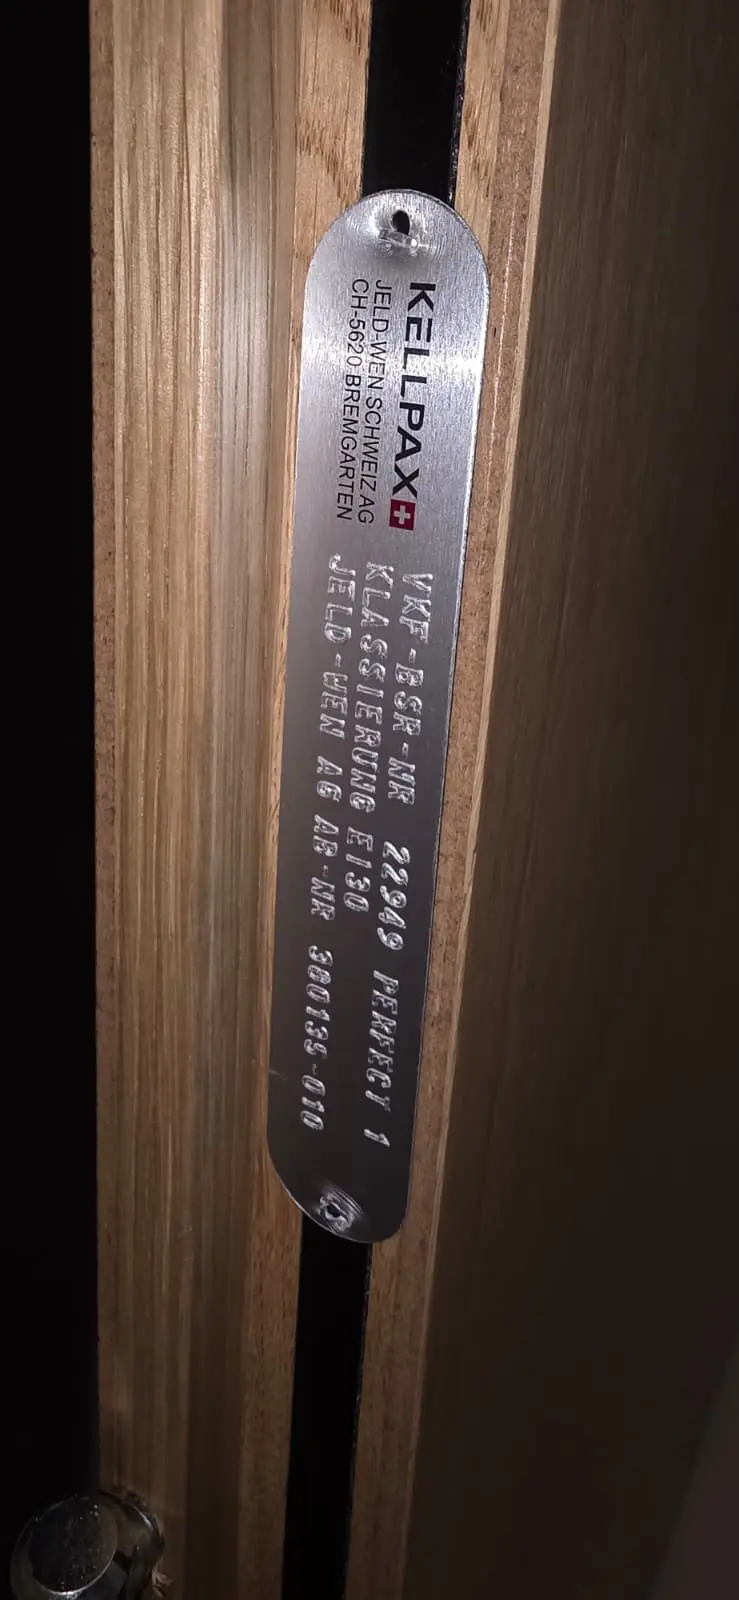 KELLPAX
JELD-WEN SCHWEIZ AG
CH-5620 BREMGARTEN
VKF-BSR-NR 22949 PERFECT 1
KLASSIERUNG EI30
JELD-WEN AG AB-NR 380135-010